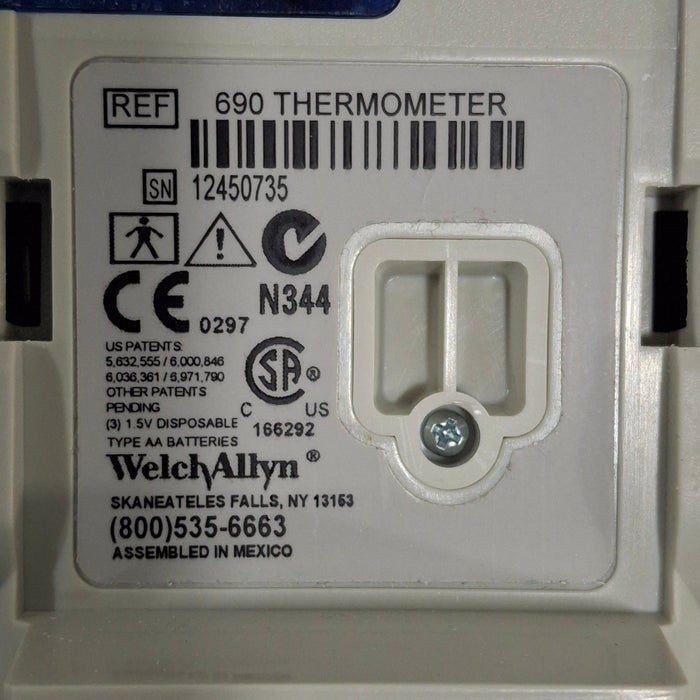 REF 690 THERMOMETER
SN 12450735
N344
CE 0297
US PATENTS:
5,632,555 / 6,000,846
6,036,361 / 6,971,790
OTHER PATENTS
PENDING
(3) 1.5V DISPOSABLE
TYPE AA BATTERIES
SA ®
C US
166292
WelchAllyn ®
SKANEATELES FALLS, NY 13153
(800)535-6663
ASSEMBLED IN MEXICO